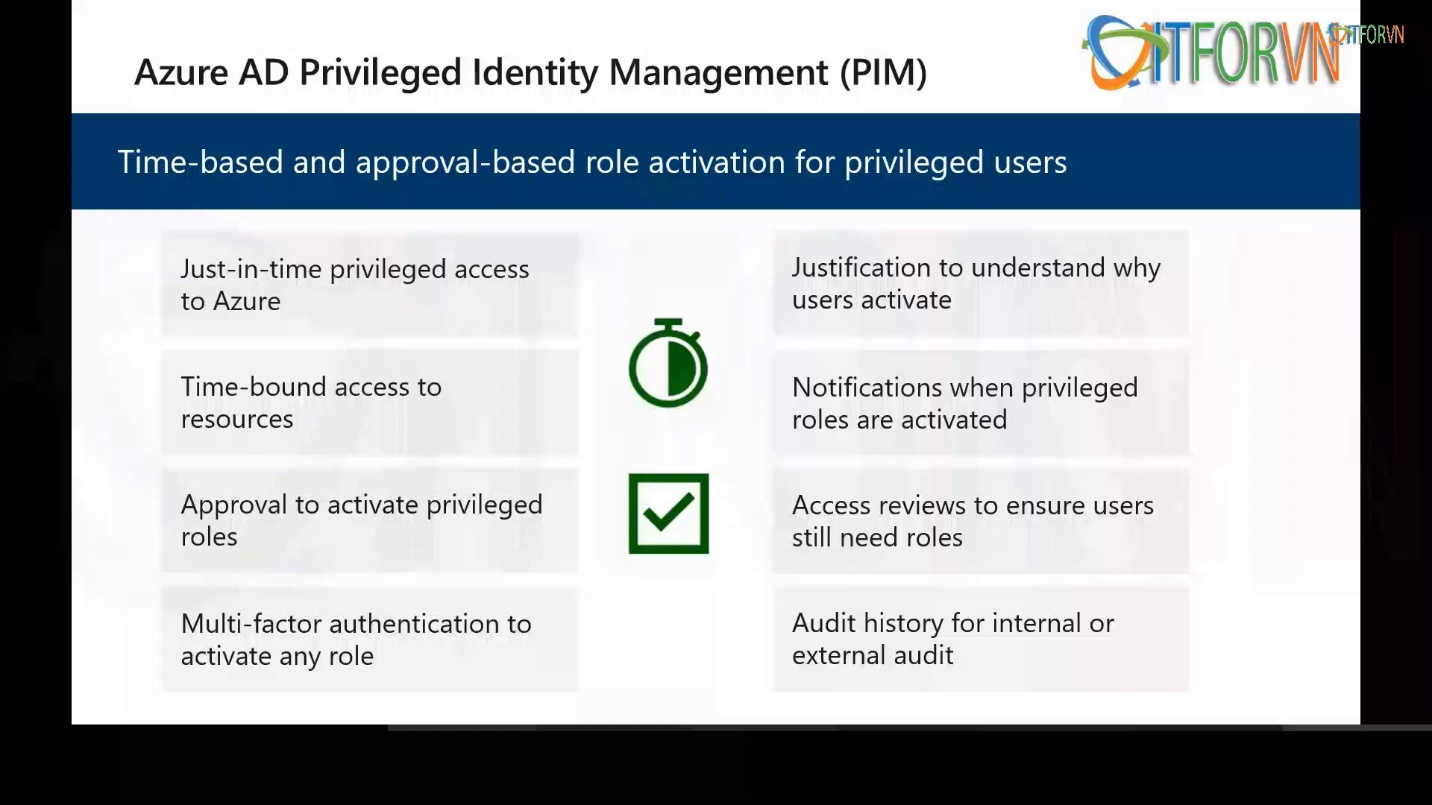 Azure AD Privileged Identity Management (PIM)
ITFORVN
ITFORVN
Time-based and approval-based role activation for privileged users
Just-in-time privileged access
to Azure
Time-bound access to
resources
Approval to activate privileged
roles
Multi-factor authentication to
activate any role
Justification to understand why
users activate
Notifications when privileged
roles are activated
Access reviews to ensure users
still need roles
Audit history for internal or
external audit